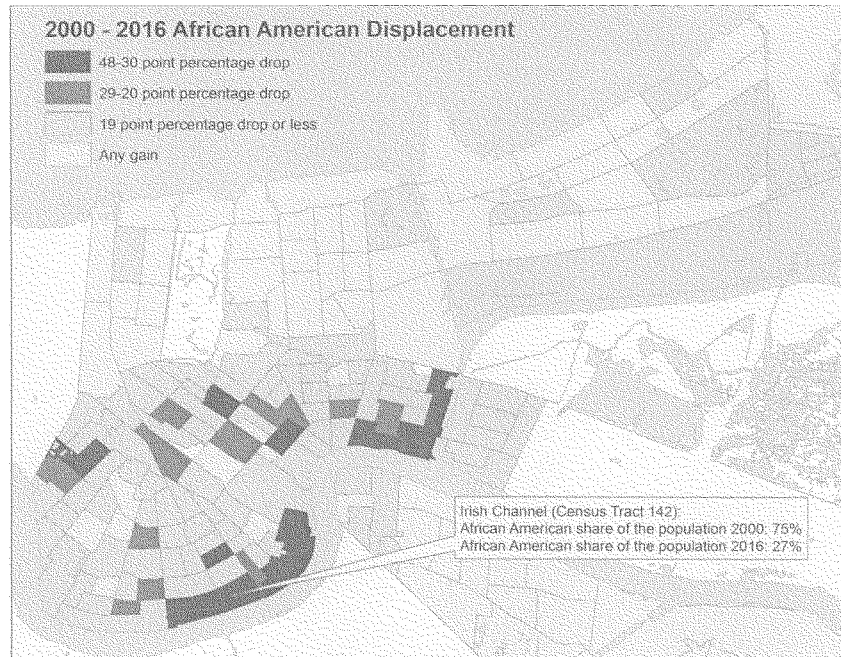 2000 - 2016 African American Displacement
48-30 point percentage drop
29-20 point percentage drop
19 point percentage drop or less
Any gain
Irish Channel (Census Tract 142):
African American share of the population 2000: 75%
African American share of the population 2016: 27%